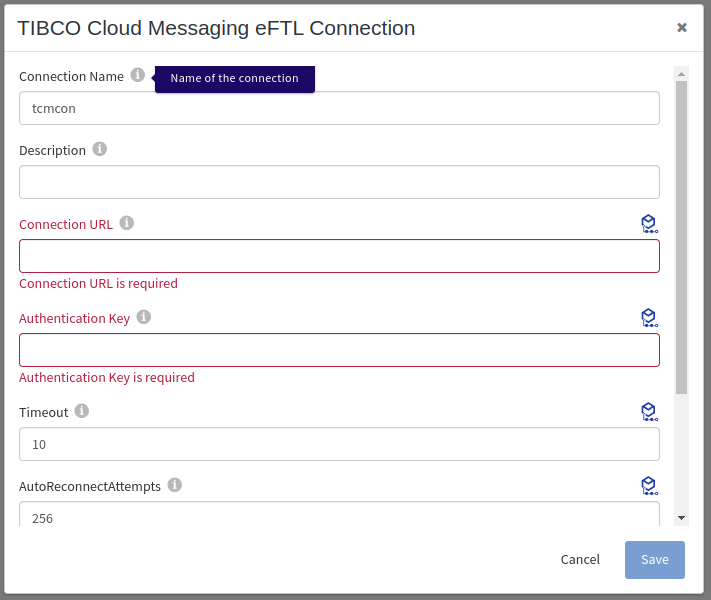 TIBCO Cloud Messaging eFTL Connection
Connection Name
Name of the connection
tcmcon
Description
Connection URL
Connection URL is required
Authentication Key
Authentication Key is required
Timeout
10
AutoReconnectAttempts
256
Cancel
Save